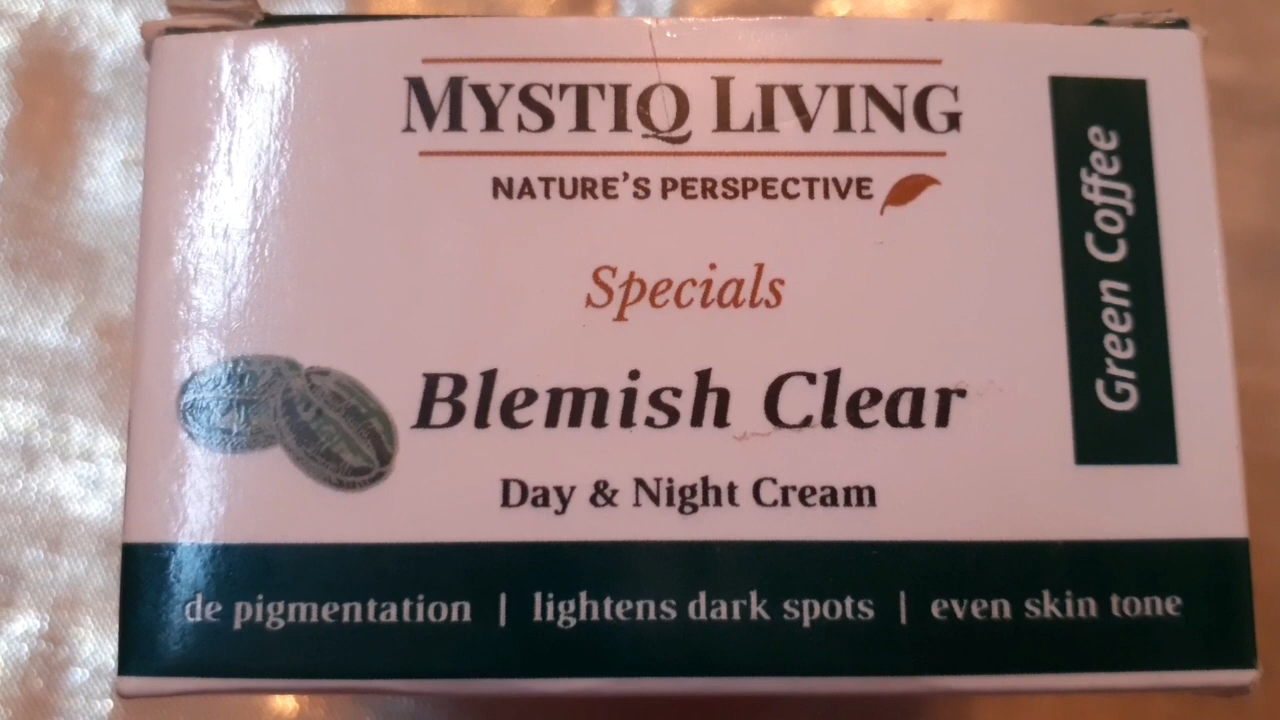 MYSTIQ LIVING
NATURE'S PERSPECTIVE
Specials
Blemish Clear
Day & Night Cream
de pigmentation | lightens dark spots | even skin tone
Green Coffee